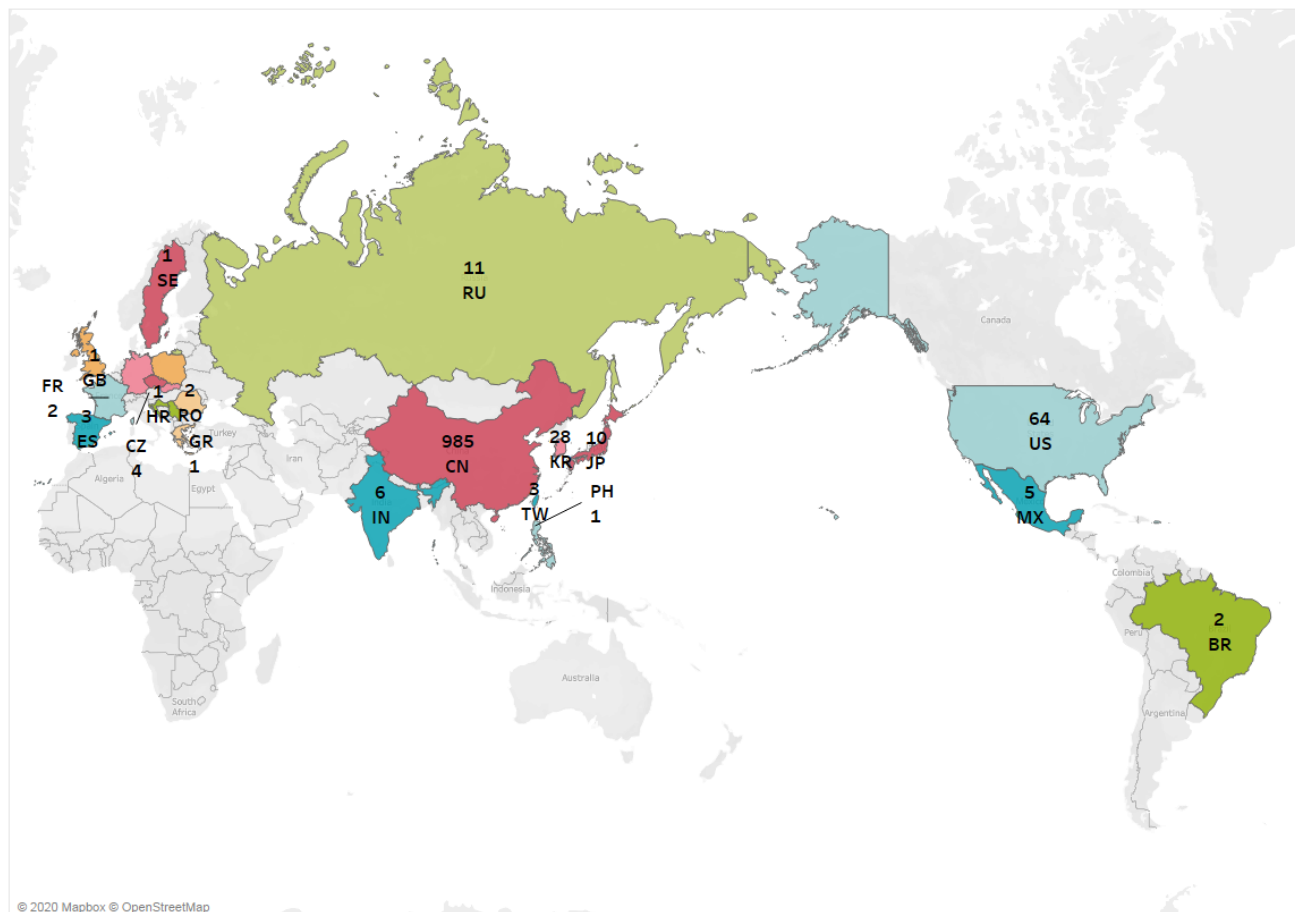 Canada
11
RU
1
SE
1
GB
FR
2
3
ES
1
HR
2
RO
CZ
4
GR
1
Turkey
Iran
Algeria
Egypt
985
CN
28
KR
10
JP
6
IN
3
TW
PH
1
64
US
5
MX
Indonesia
Colombia
Peru
2
BR
Australia
South
Africa
Argentina
© 2020 Mapbox © OpenStreetMap